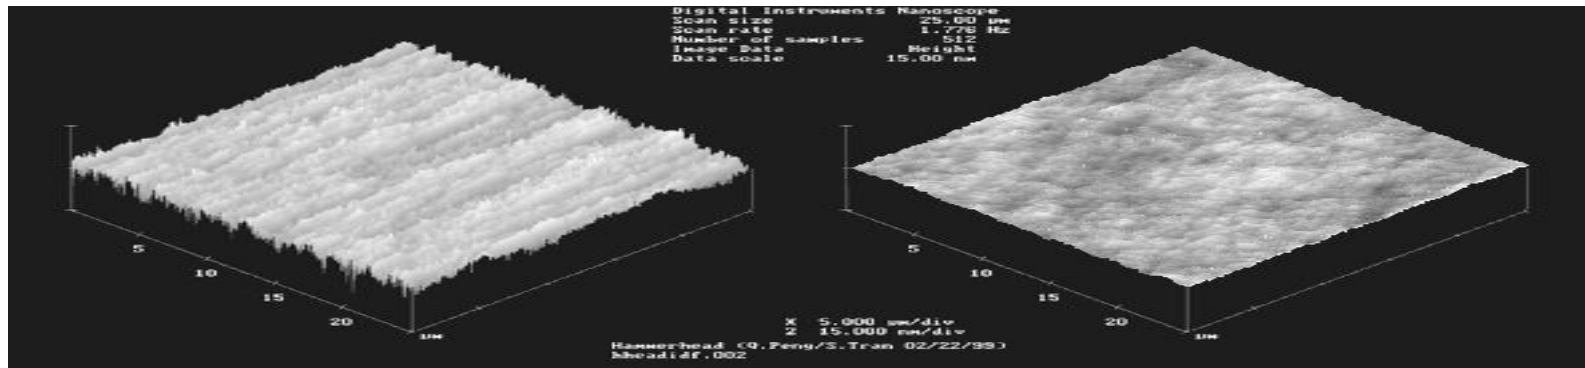 Digital Instruments Nanoscope
Scan size 25.00 µm
Scan rate 1.776 Hz
Number of samples 512
Image Data Height
Data scale 15.00 nm
5
10
15
20
µm
5
10
15
20
µm
X 5.000 µm/div
Z 15.000 nm/div
Hammerhead (Q.Peng/S.Tran 02/22/99)
hheadidf.002